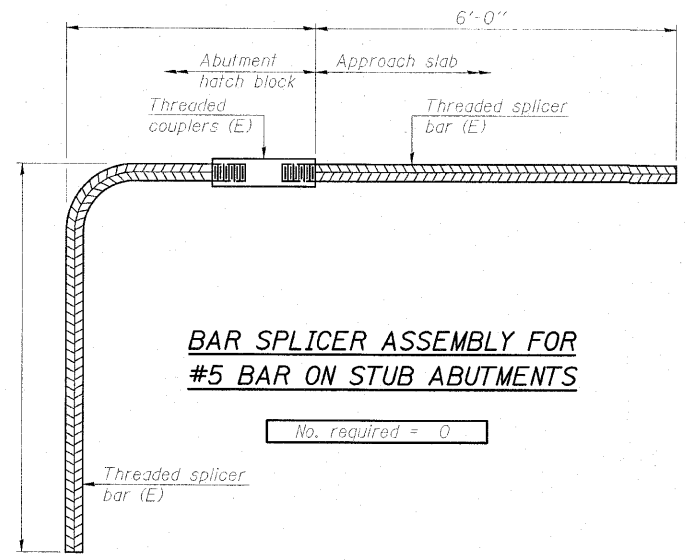 6'-0"
Abutment
hatch block
Approach slab
Threaded
couplers (E)
Threaded splicer
bar (E)
BAR SPLICER ASSEMBLY FOR
#5 BAR ON STUB ABUTMENTS
No. required = 0
Threaded splicer
bar (E)